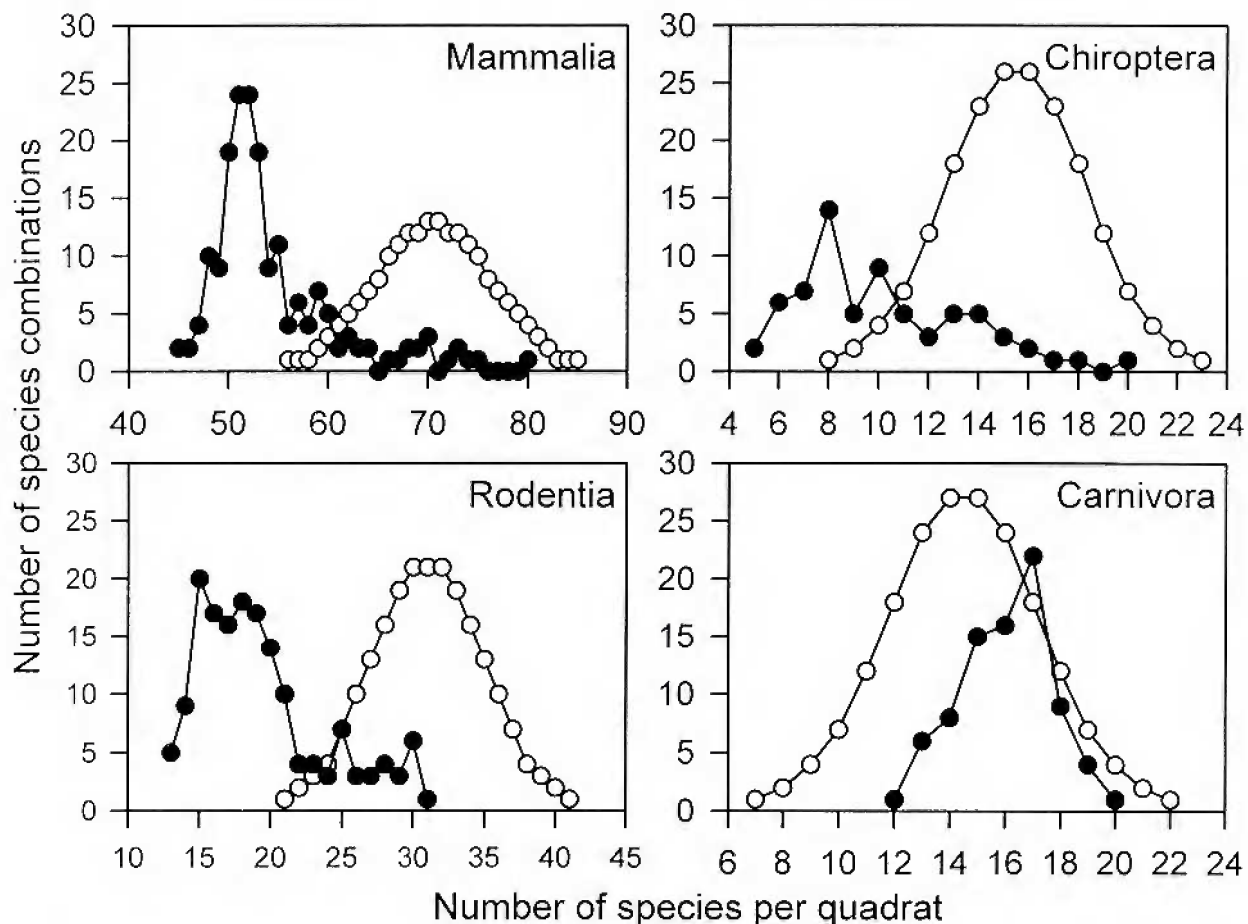 Number of species combinations
Mammalia
30
25
20
15
10
5
0
40 50 60 70 80 90
Chiroptera
30
25
20
15
10
5
0
4 6 8 10 12 14 16 18 20 22 24
Rodentia
30
25
20
15
10
5
0
10 15 20 25 30 35 40 45
Carnivora
30
25
20
15
10
5
0
6 8 10 12 14 16 18 20 22 24
Number of species per quadrat